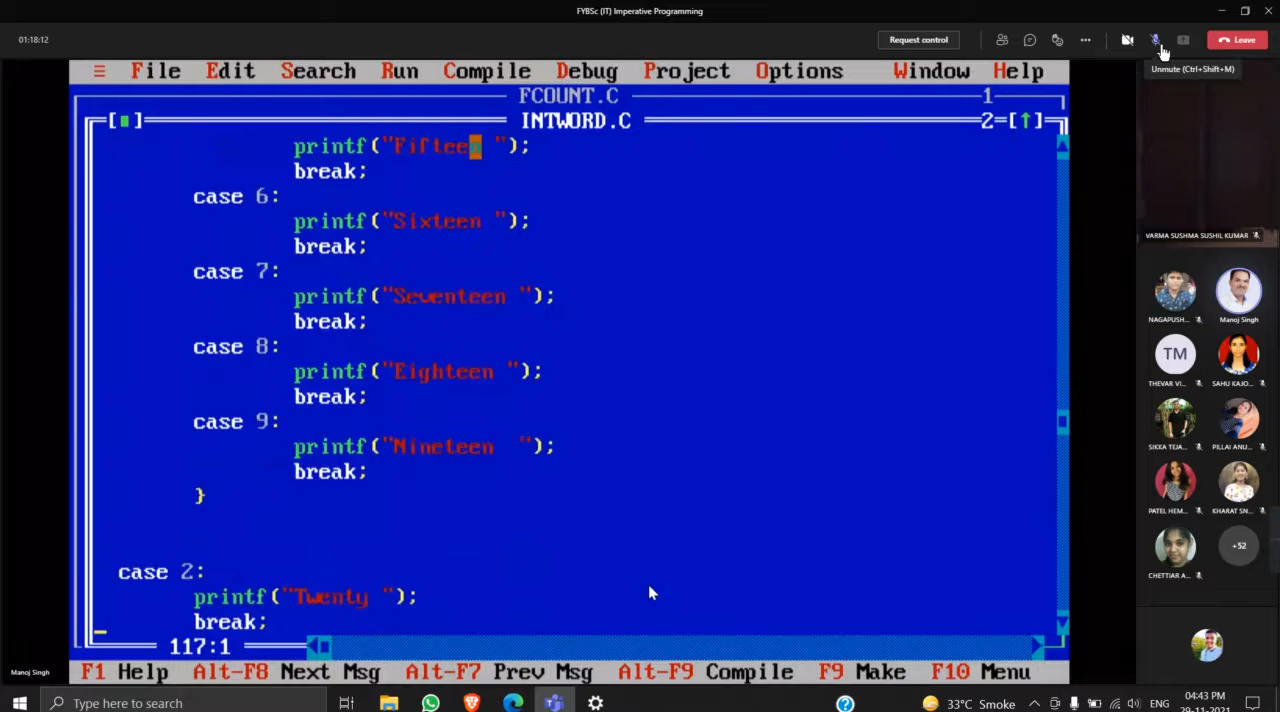 FYBSc (IT) Imperative Programming
01:18:12
Request control
Leave
Unmute (Ctrl+Shift+M)
≡ File Edit Search Run Compile Debug Project Options Window Help
FCOUNT.C 1
[■] INTWORD.C 2=[↑]
printf("Fifteen ");
break;
case 6:
printf("Sixteen ");
break;
case 7:
printf("Seventeen ");
break;
case 8:
printf("Eighteen ");
break;
case 9:
printf("Nineteen  ");
break;
}
case 2:
printf("Twenty ");
break;
117:1
F1 Help Alt-F8 Next Msg Alt-F7 Prev Msg Alt-F9 Compile F9 Make F10 Menu
Manoj Singh
VARMA SUSHMA SUSHIL KUMAR
NAGAPUSH... Manoj Singh
TM
THEVAR VI... SAHU KAJO...
SIKKA TEJA... PILLAI ANU...
PATEL HEM... KHARAT SN...
+52
CHETTIAR A...
Type here to search
33°C Smoke
ENG
04:43 PM
29-11-2021